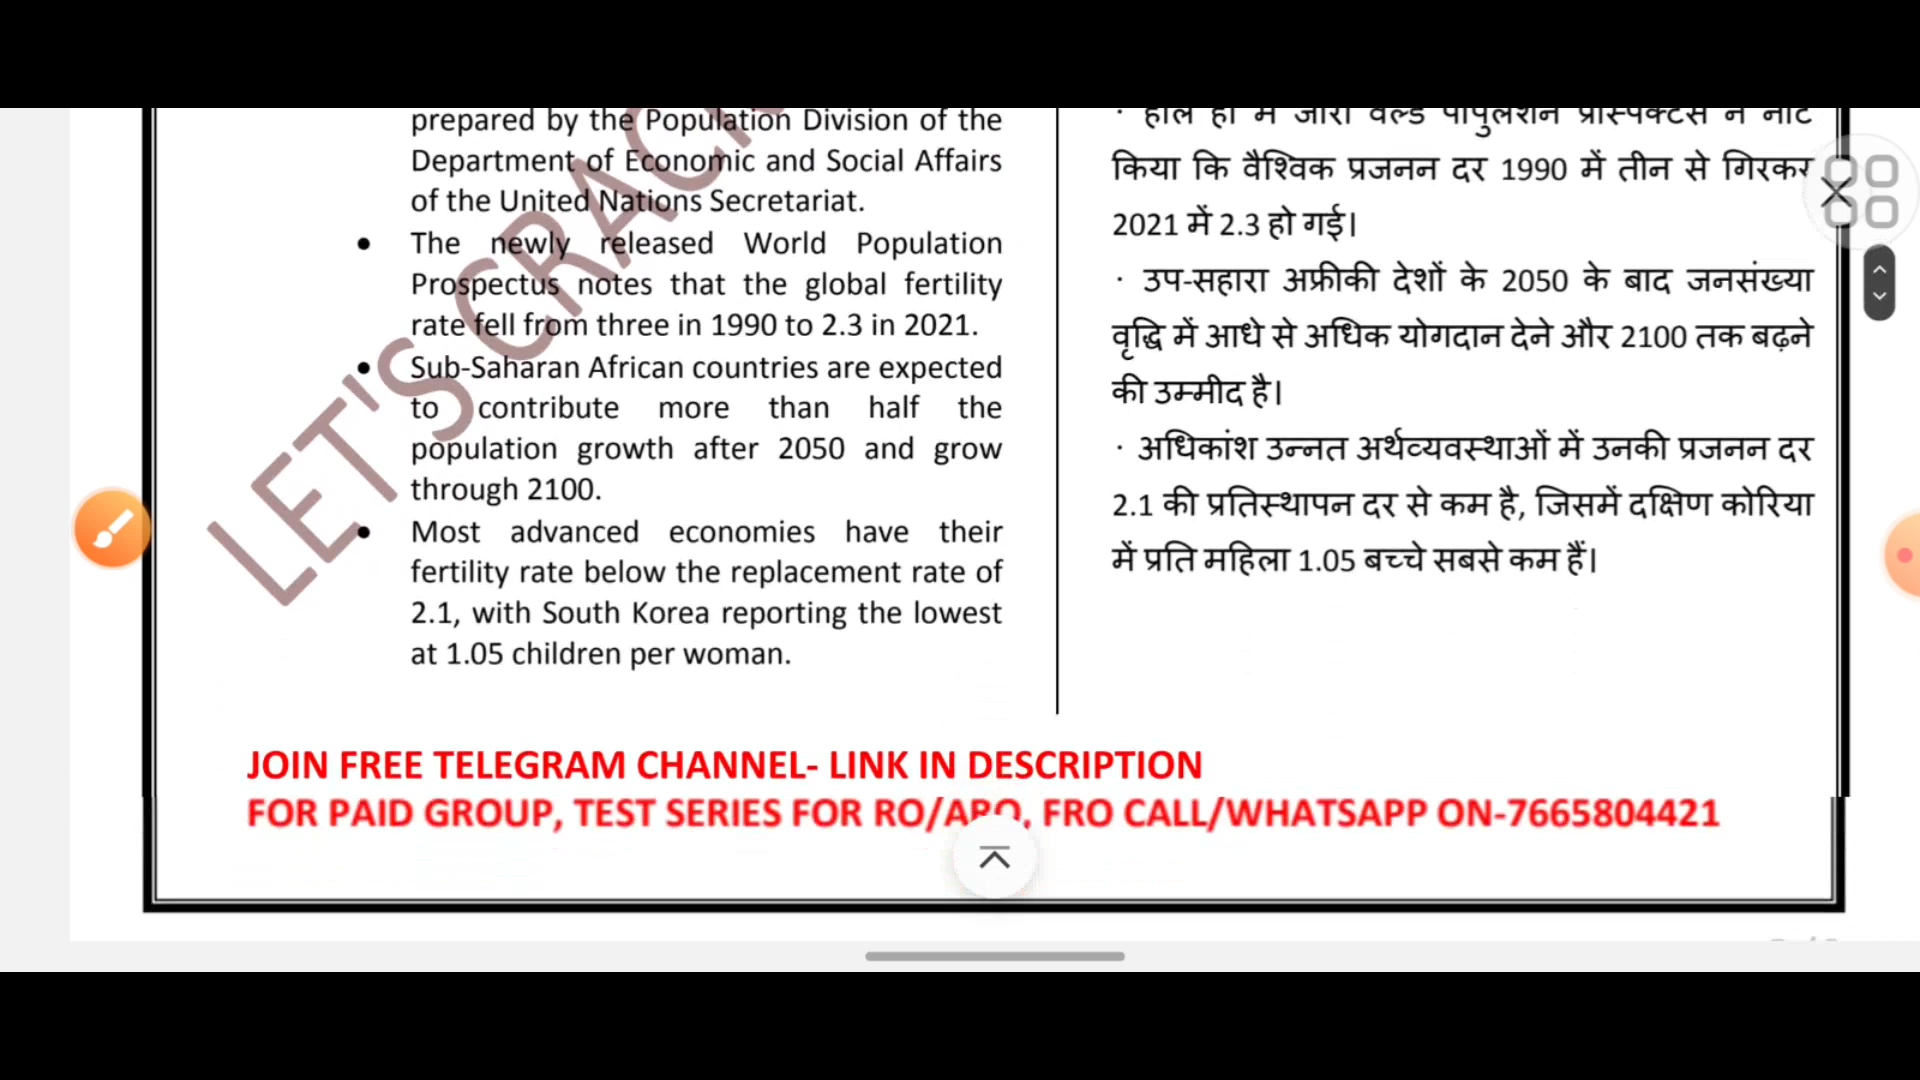 prepared by the Population Division of the
Department of Economic and Social Affairs
of the United Nations Secretariat.
• The newly released World Population
Prospectus notes that the global fertility
rate fell from three in 1990 to 2.3 in 2021.
• Sub-Saharan African countries are expected
to contribute more than half the
population growth after 2050 and grow
through 2100.
• Most advanced economies have their
fertility rate below the replacement rate of
2.1, with South Korea reporting the lowest
at 1.05 children per woman.
· हाल ही में जारी वर्ल्ड पॉपुलेशन प्रॉस्पेक्टस ने नोट
किया कि वैश्विक प्रजनन दर 1990 में तीन से गिरकर
2021 में 2.3 हो गई।
· उप-सहारा अफ्रीकी देशों के 2050 के बाद जनसंख्या
वृद्धि में आधे से अधिक योगदान देने और 2100 तक बढ़ने
की उम्मीद है।
· अधिकांश उन्नत अर्थव्यवस्थाओं में उनकी प्रजनन दर
2.1 की प्रतिस्थापन दर से कम है, जिसमें दक्षिण कोरिया
में प्रति महिला 1.05 बच्चे सबसे कम हैं।
LET'S CRACK
JOIN FREE TELEGRAM CHANNEL- LINK IN DESCRIPTION
FOR PAID GROUP, TEST SERIES FOR RO/ARO, FRO CALL/WHATSAPP ON-7665804421